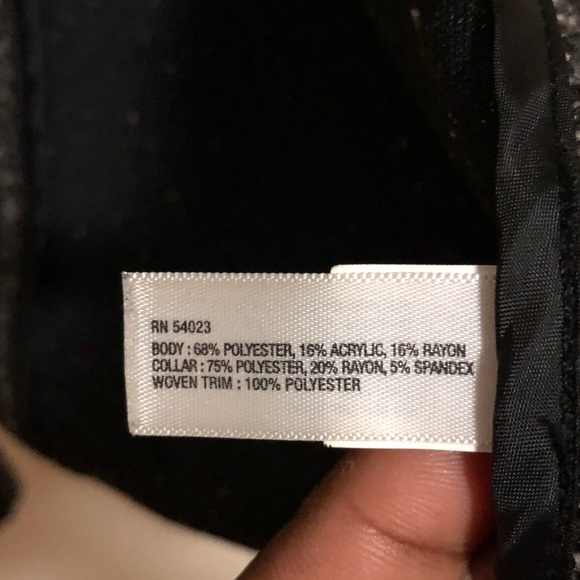 RN 54023
BODY : 68% POLYESTER, 16% ACRYLIC, 16% RAYON
COLLAR : 75% POLYESTER, 20% RAYON, 5% SPANDEX
WOVEN TRIM : 100% POLYESTER